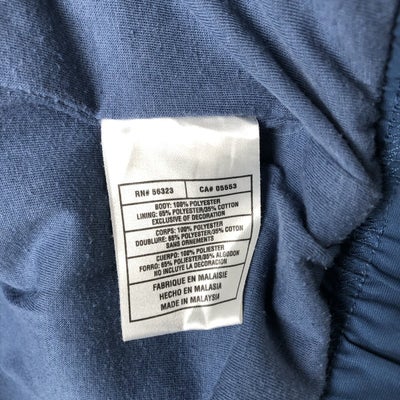 RN# 56323 CA# 05553
BODY: 100% POLYESTER
LINING: 65% POLYESTER/35% COTTON
EXCLUSIVE OF DECORATION
CORPS: 100% POLYESTER
DOUBLURE: 65% POLYESTER/35% COTON
SANS ORNEMENTS
CUERPO: 100% POLIESTER
FORRO: 65% POLIESTER/35% ALGODON
NO INCLUYE LA DECORACION
FABRIQUE EN MALAISIE
HECHO EN MALASIA
MADE IN MALAYSIA